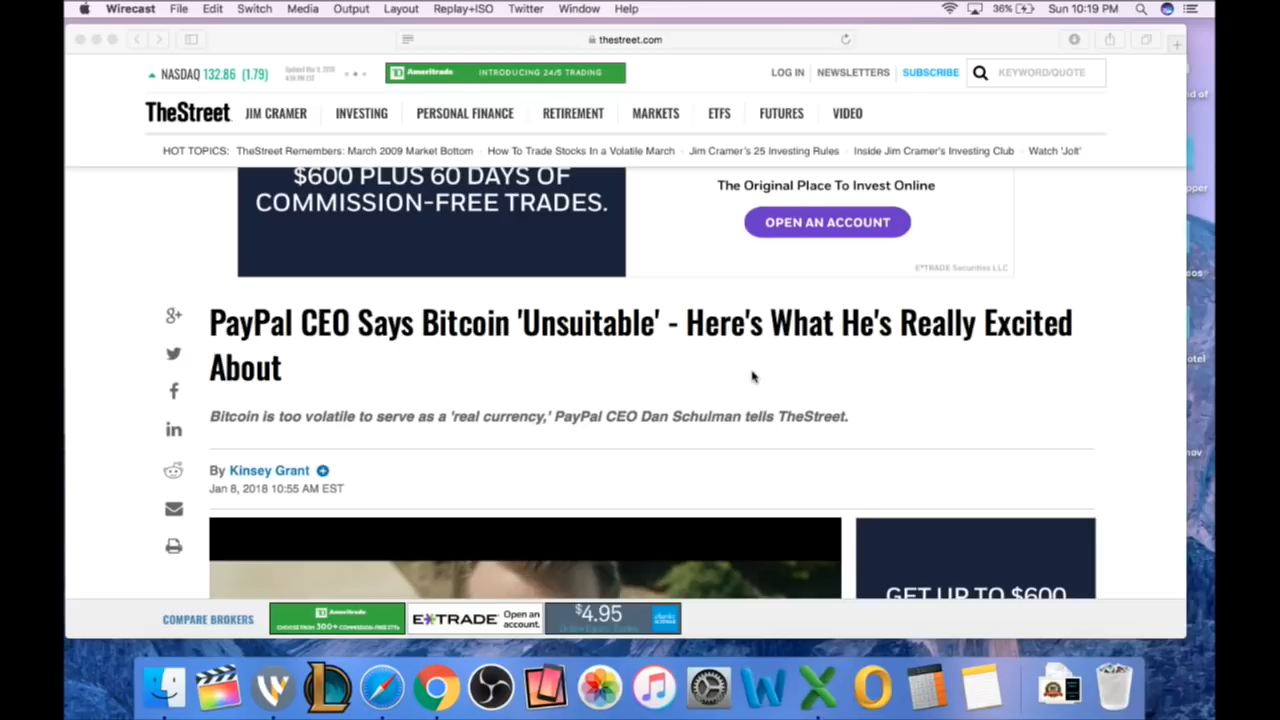 Wirecast File Edit Switch Media Output Layout Replay+ISO Twitter Window Help 36% Sun 10:19 PM
thestreet.com
NASDAQ 132.86 (1.79) Ameritrade INTRODUCING 24/5 TRADING LOG IN NEWSLETTERS SUBSCRIBE KEYWORD/QUOTE
TheStreet JIM CRAMER INVESTING PERSONAL FINANCE RETIREMENT MARKETS ETFS FUTURES VIDEO
HOT TOPICS: TheStreet Remembers: March 2009 Market Bottom How To Trade Stocks In a Volatile March Jim Cramer's 25 Investing Rules Inside Jim Cramer's Investing Club Watch 'Jolt'
$600 PLUS 60 DAYS OF
COMMISSION-FREE TRADES.
The Original Place To Invest Online
OPEN AN ACCOUNT
E*TRADE Securities LLC
PayPal CEO Says Bitcoin 'Unsuitable' - Here's What He's Really Excited
About
Bitcoin is too volatile to serve as a 'real currency,' PayPal CEO Dan Schulman tells TheStreet.
By Kinsey Grant
Jan 8, 2018 10:55 AM EST
GET UP TO $600
COMPARE BROKERS Ameritrade E*TRADE Open an account. $4.95